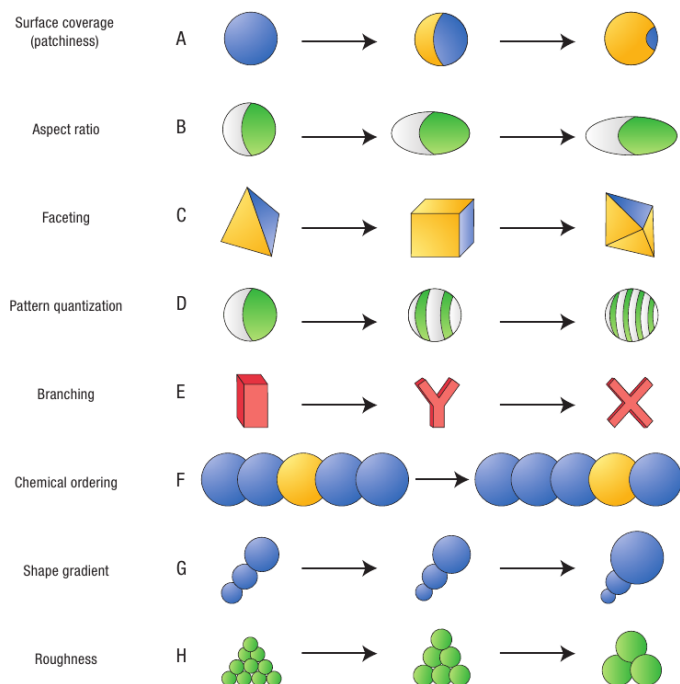 Surface coverage
(patchiness)
A
Aspect ratio
B
Faceting
C
Pattern quantization
D
Branching
E
Chemical ordering
F
Shape gradient
G
Roughness
H